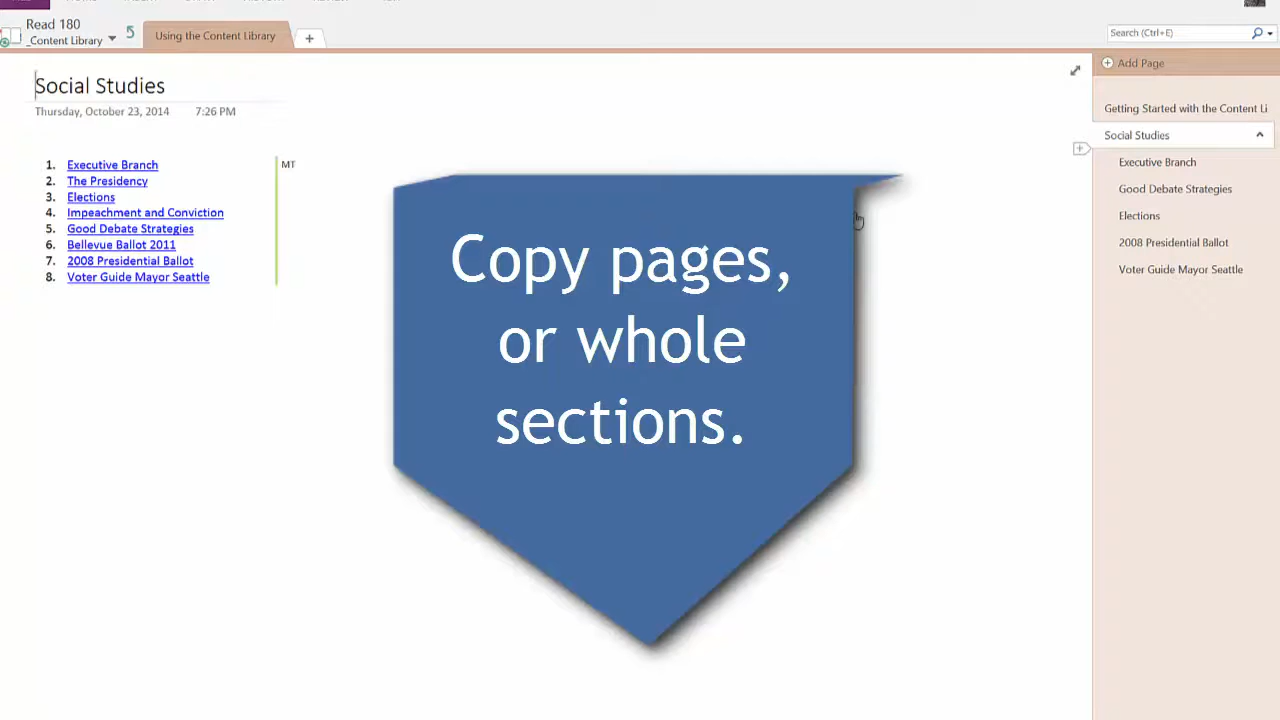 Read 180
_Content Library
Using the Content Library
Search (Ctrl+E)
Social Studies
Thursday, October 23, 2014 7:26 PM
1. Executive Branch
2. The Presidency
3. Elections
4. Impeachment and Conviction
5. Good Debate Strategies
6. Bellevue Ballot 2011
7. 2008 Presidential Ballot
8. Voter Guide Mayor Seattle
MT
Copy pages,
or whole
sections.
Add Page
Getting Started with the Content Li
Social Studies
Executive Branch
Good Debate Strategies
Elections
2008 Presidential Ballot
Voter Guide Mayor Seattle